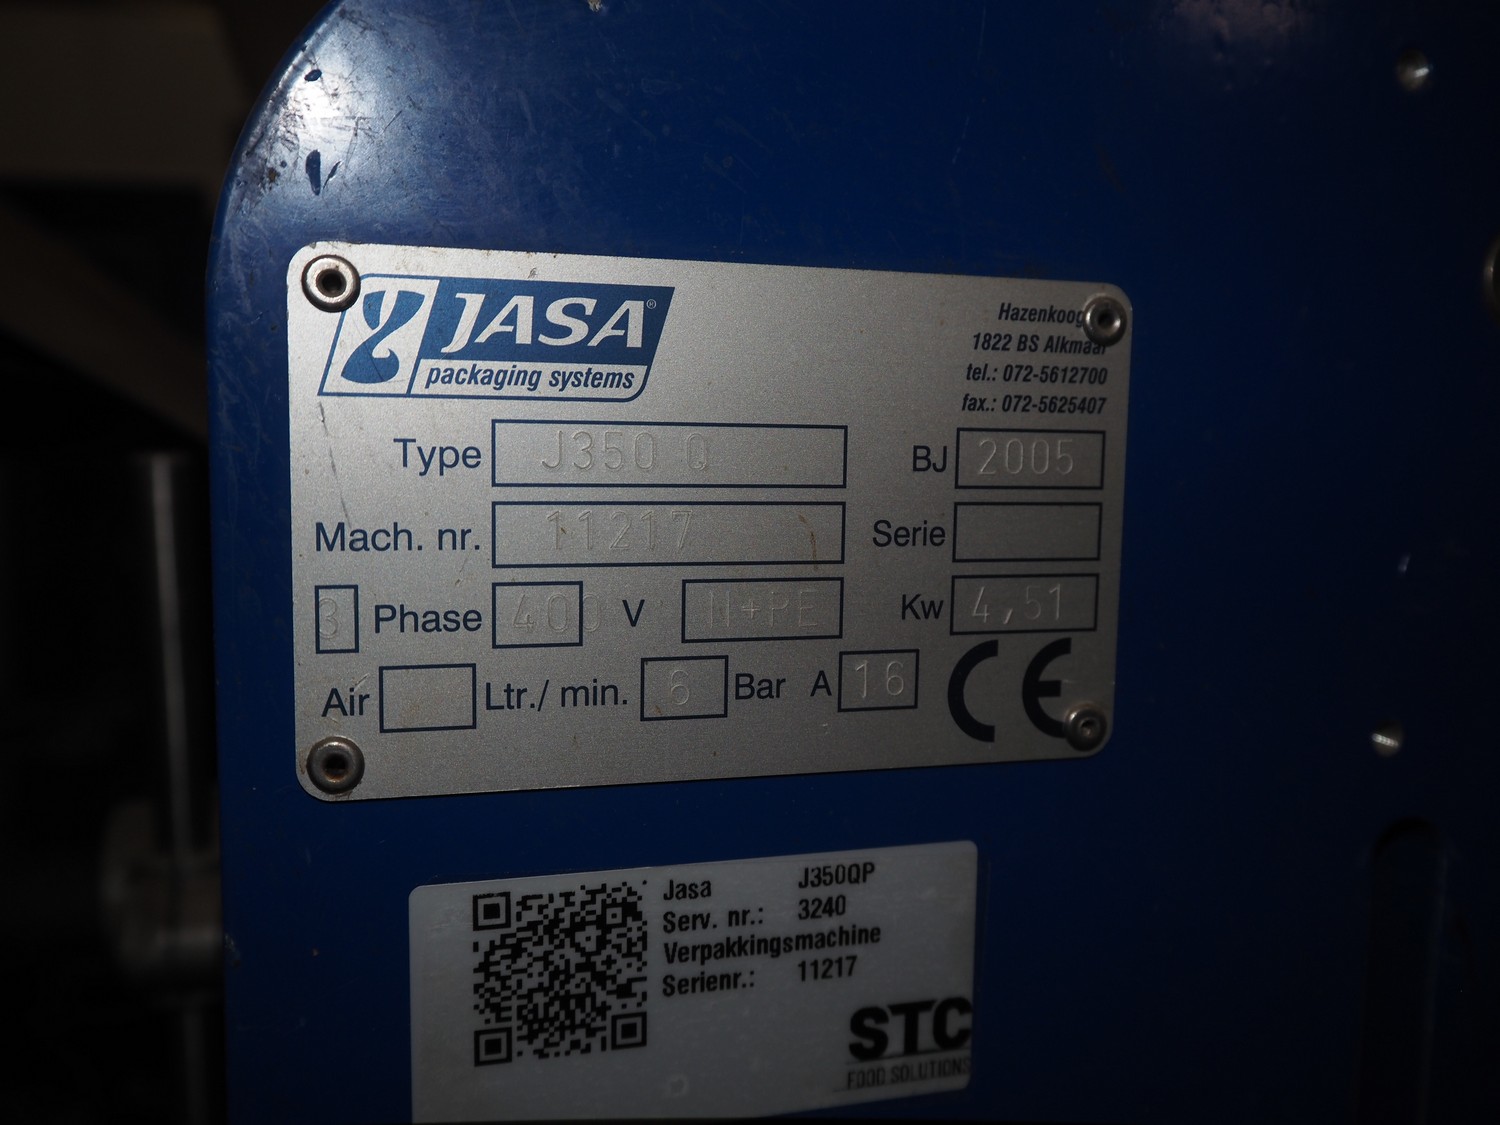 JASA®
packaging systems
Hazenkoog
1822 BS Alkmaar
tel.: 072-5612700
fax.: 072-5625407
Type J350 Q BJ 2005
Mach. nr. 11217 Serie
3 Phase 400 V N+PE Kw 4,51
Air Ltr./ min. 6 Bar A 16 CE
Jasa J350QP
Serv. nr.: 3240
Verpakkingsmachine
Serienr.: 11217
STC
FOOD SOLUTIONS